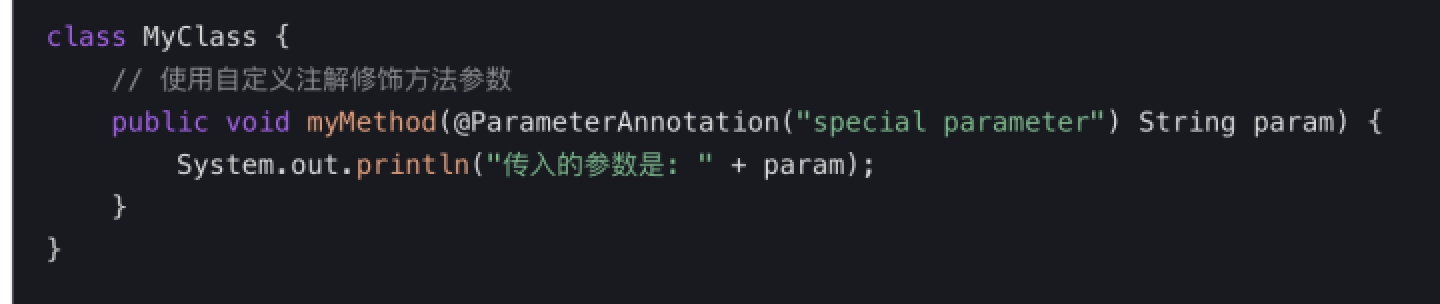 class MyClass {
    // 使用自定义注解修饰方法参数
    public void myMethod(@ParameterAnnotation("special parameter") String param) {
        System.out.println("传入的参数是: " + param);
    }
}